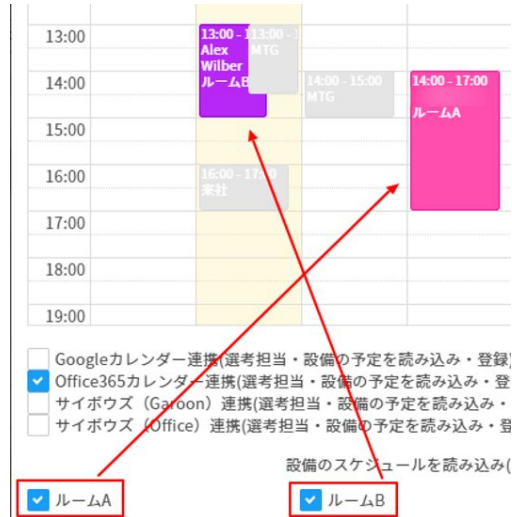 13:00
13:00 - 1
Alex
Wilber
ルームB
13:00 - 1
MTG
14:00
14:00 - 15:00
MTG
14:00 - 17:00
ルームA
15:00
16:00
16:00 - 17:00
来社
17:00
18:00
19:00
Googleカレンダー連携(選考担当・設備の予定を読み込み・登録)
Office365カレンダー連携(選考担当・設備の予定を読み込み・登
サイボウズ（Garoon）連携(選考担当・設備の予定を読み込み・
サイボウズ（Office）連携(選考担当・設備の予定を読み込み・登
設備のスケジュールを読み込み(
ルームA
ルームB